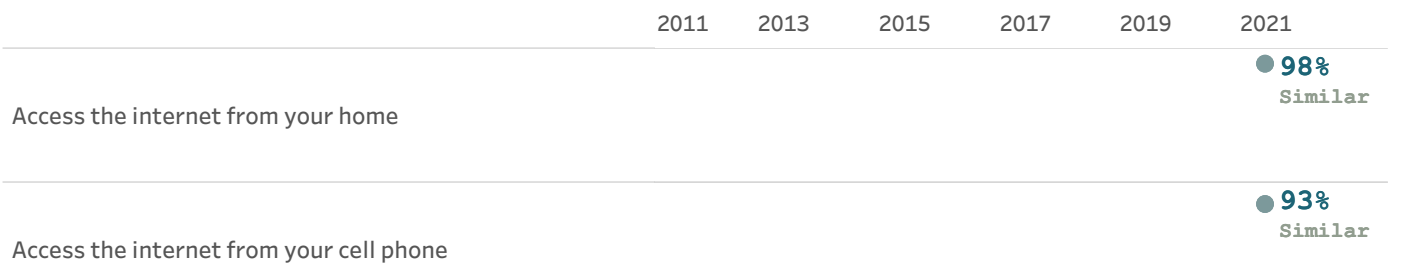 2011 2013 2015 2017 2019 2021
98%
Similar
Access the internet from your home
93%
Similar
Access the internet from your cell phone